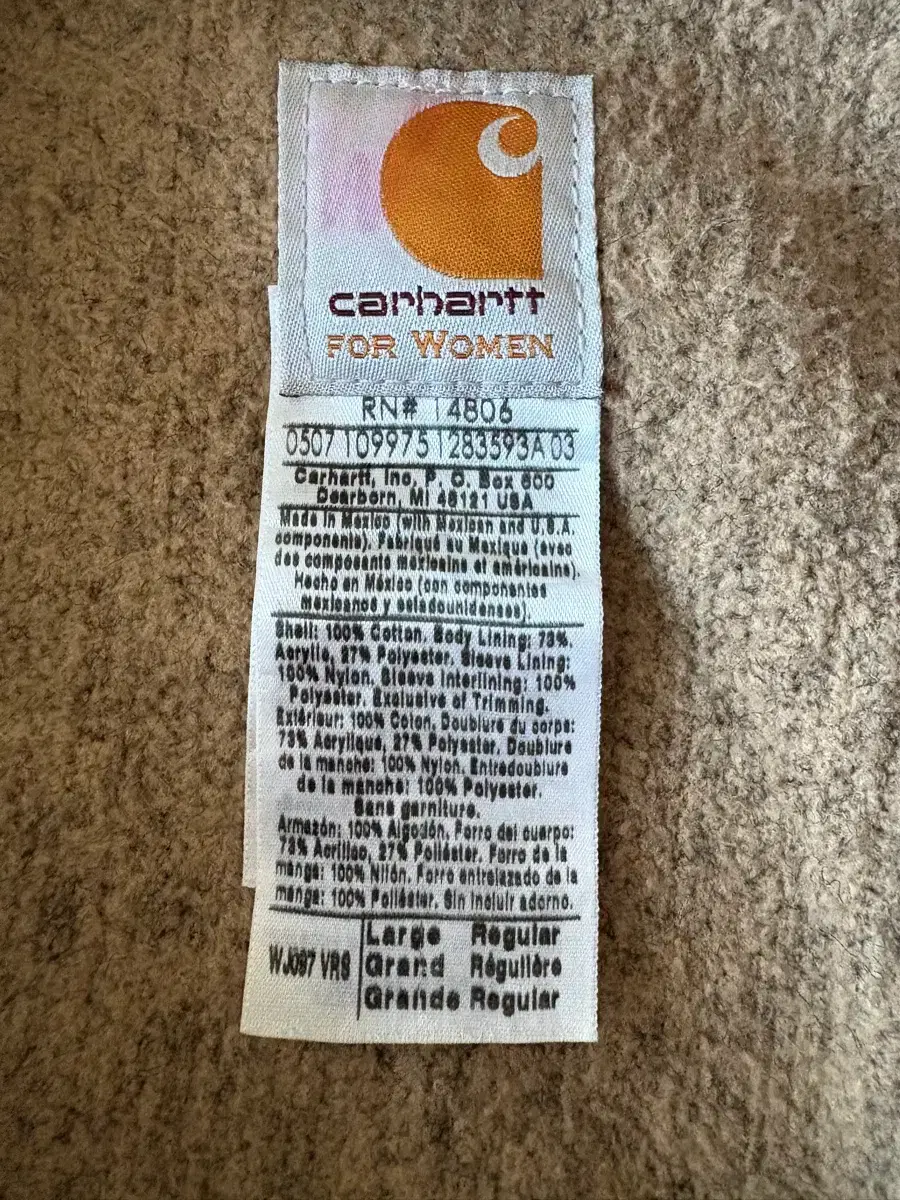 carhartt
FOR WOMEN
RN# 14806
0507 109975 1283593A 03
Carhartt, Inc, P. O. Box 600
Dearborn, MI 48121 USA
Made in Mexico (with Mexican and U.S.A.
components). Fabriqué au Mexique (avec
des composants mexicains et américains).
Hecho en México (con componentes
mexicanos y estadounidenses).
Shell: 100% Cotton. Body Lining: 73%
Acrylic, 27% Polyester. Sleeve Lining:
100% Nylon. Sleeve Interlining: 100%
Polyester. Exclusive of Trimming.
Extérieur: 100% Coton. Doublure du corps:
73% Acrylique, 27% Polyester. Doublure
de la manche: 100% Nylon. Entredoublure
de la manche: 100% Polyester.
Sans garniture.
Armazón: 100% Algodón. Forro del cuerpo:
73% Acrílico, 27% Poliéster. Forro de la
manga: 100% Nilón. Forro entrelazado de la
manga: 100% Poliéster. Sin incluir adorno.
WJ097 VRS
Large Regular
Grand Régulière
Grande Regular